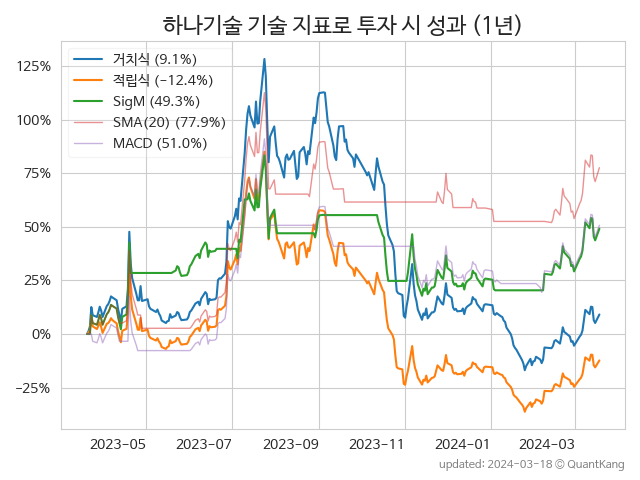 하나기술 기술 지표로 투자 시 성과 (1년)
거치식 (9.1%)
적립식 (−12.4%)
SigM (49.3%)
SMA(20) (77.9%)
MACD (51.0%)
125%
100%
75%
50%
25%
0%
−25%
2023−05
2023−07
2023−09
2023−11
2024−01
2024−03
updated: 2024−03−18 © QuantKang